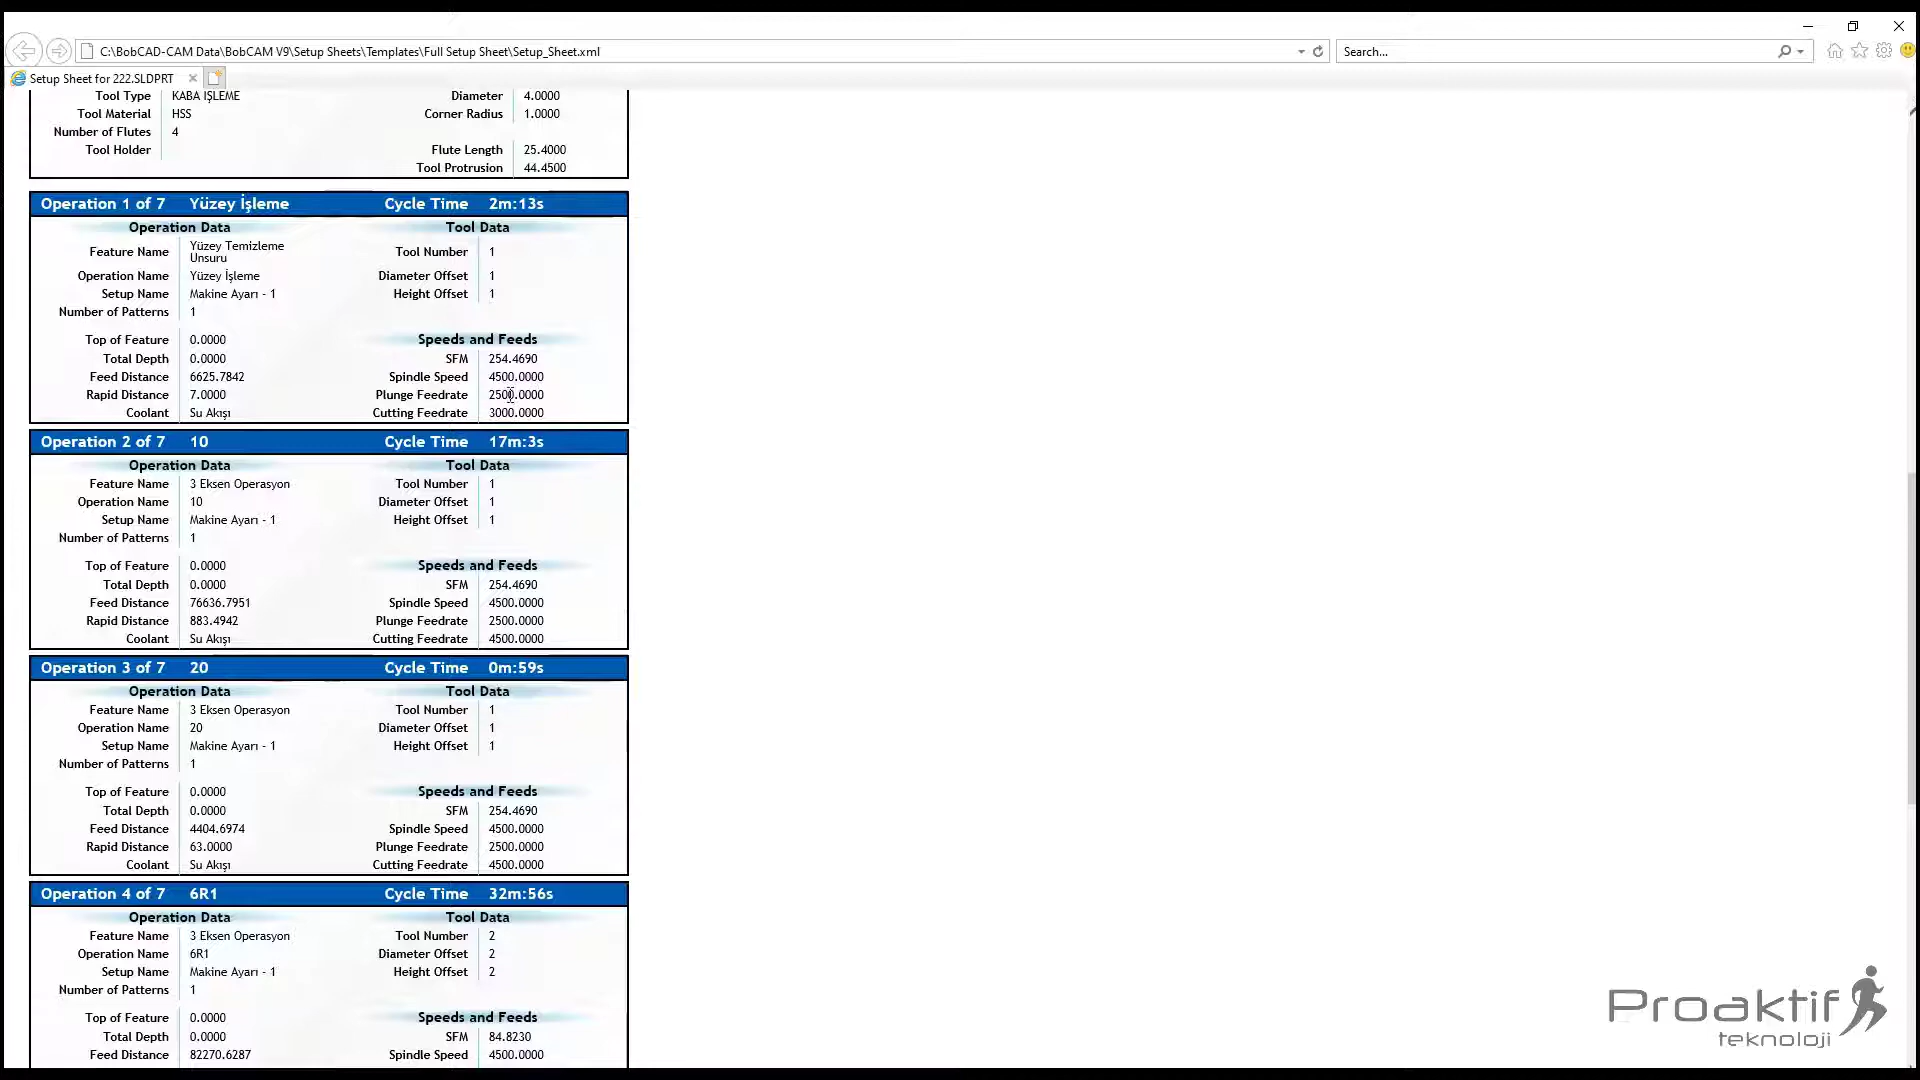 C:\BobCAD-CAM Data\BobCAM V9\Setup Sheets\Templates\Full Setup Sheet\Setup_Sheet.xml
Search...
Setup Sheet for 222.SLDPRT
Tool Type KABA İŞLEME Diameter 4.0000
Tool Material HSS Corner Radius 1.0000
Number of Flutes 4
Tool Holder Flute Length 25.4000
Tool Protrusion 44.4500
Operation 1 of 7 Yüzey İşleme Cycle Time 2m:13s
Operation Data Tool Data
Feature Name Yüzey Temizleme Unsuru Tool Number 1
Operation Name Yüzey İşleme Diameter Offset 1
Setup Name Makine Ayarı - 1 Height Offset 1
Number of Patterns 1
Top of Feature 0.0000 Speeds and Feeds
Total Depth 0.0000 SFM 254.4690
Feed Distance 6625.7842 Spindle Speed 4500.0000
Rapid Distance 7.0000 Plunge Feedrate 2500.0000
Coolant Su Akışı Cutting Feedrate 3000.0000
Operation 2 of 7 10 Cycle Time 17m:3s
Operation Data Tool Data
Feature Name 3 Eksen Operasyon Tool Number 1
Operation Name 10 Diameter Offset 1
Setup Name Makine Ayarı - 1 Height Offset 1
Number of Patterns 1
Top of Feature 0.0000 Speeds and Feeds
Total Depth 0.0000 SFM 254.4690
Feed Distance 76636.7951 Spindle Speed 4500.0000
Rapid Distance 883.4942 Plunge Feedrate 2500.0000
Coolant Su Akışı Cutting Feedrate 4500.0000
Operation 3 of 7 20 Cycle Time 0m:59s
Operation Data Tool Data
Feature Name 3 Eksen Operasyon Tool Number 1
Operation Name 20 Diameter Offset 1
Setup Name Makine Ayarı - 1 Height Offset 1
Number of Patterns 1
Top of Feature 0.0000 Speeds and Feeds
Total Depth 0.0000 SFM 254.4690
Feed Distance 4404.6974 Spindle Speed 4500.0000
Rapid Distance 63.0000 Plunge Feedrate 2500.0000
Coolant Su Akışı Cutting Feedrate 4500.0000
Operation 4 of 7 6R1 Cycle Time 32m:56s
Operation Data Tool Data
Feature Name 3 Eksen Operasyon Tool Number 2
Operation Name 6R1 Diameter Offset 2
Setup Name Makine Ayarı - 1 Height Offset 2
Number of Patterns 1
Top of Feature 0.0000 Speeds and Feeds
Total Depth 0.0000 SFM 84.8230
Feed Distance 82270.6287 Spindle Speed 4500.0000
Proaktif
teknoloji